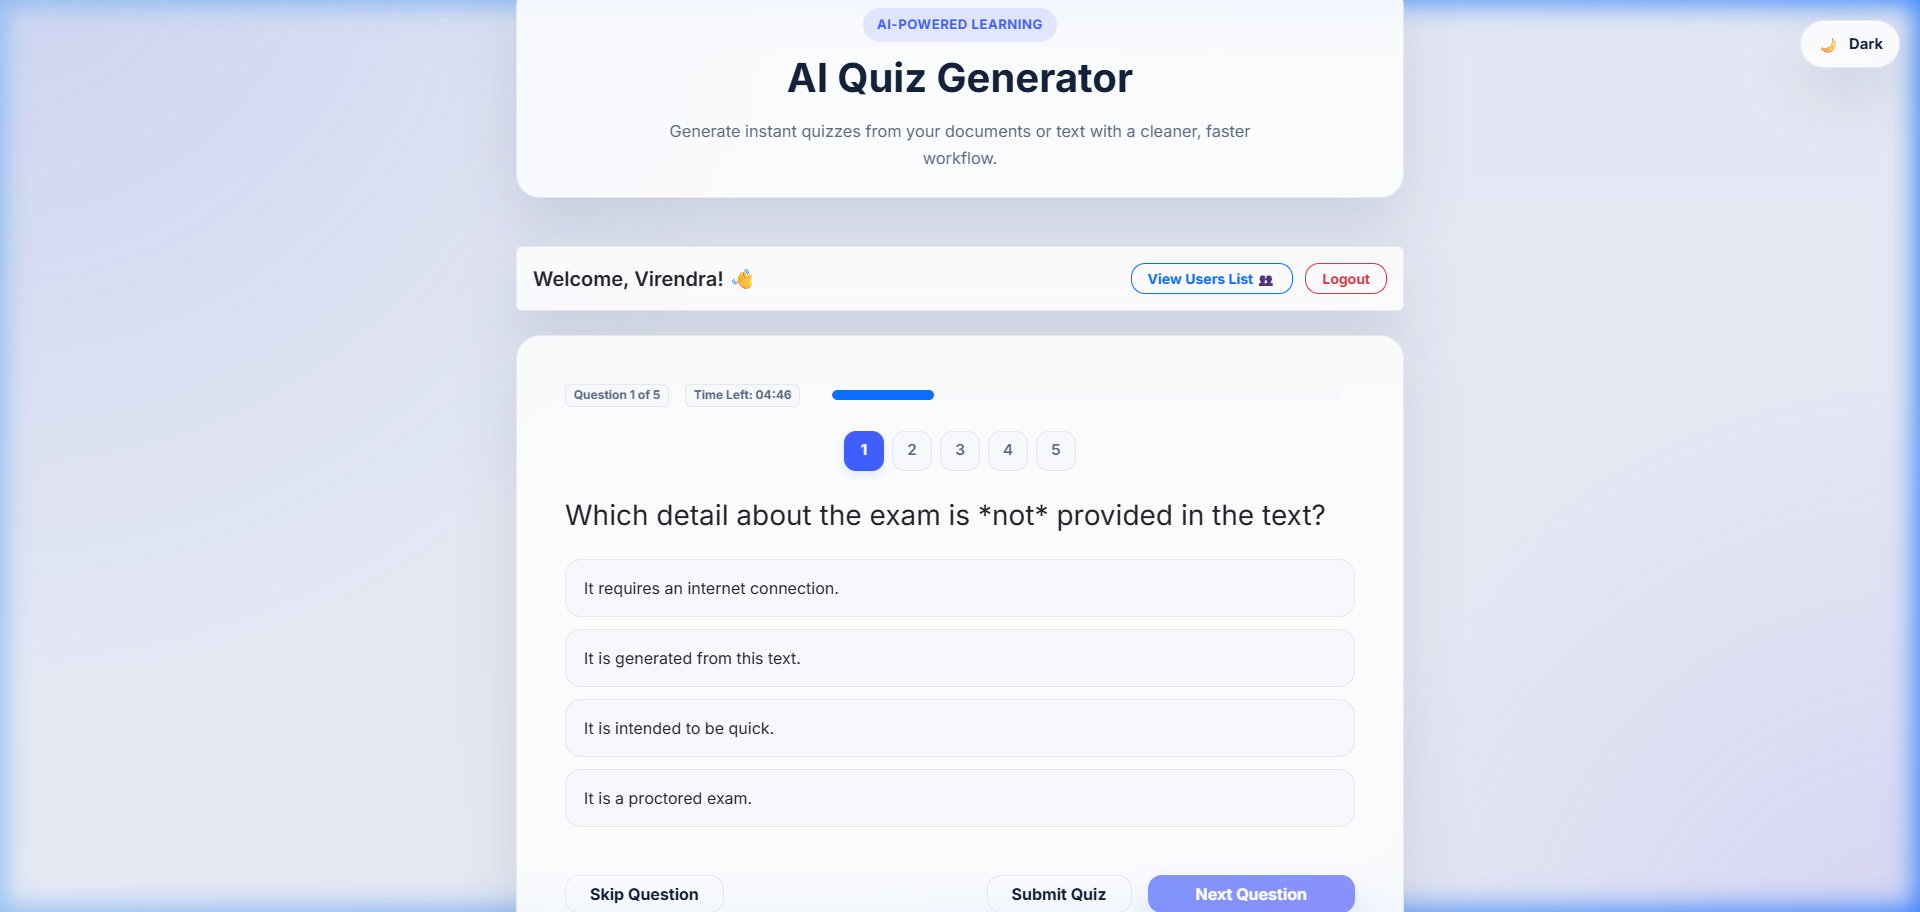 AI-POWERED LEARNING
🌙 Dark
AI Quiz Generator
Generate instant quizzes from your documents or text with a cleaner, faster
workflow.
Welcome, Virendra! 👋
View Users List 👥
Logout
Question 1 of 5
Time Left: 04:46
1 2 3 4 5
Which detail about the exam is *not* provided in the text?
It requires an internet connection.
It is generated from this text.
It is intended to be quick.
It is a proctored exam.
Skip Question
Submit Quiz
Next Question